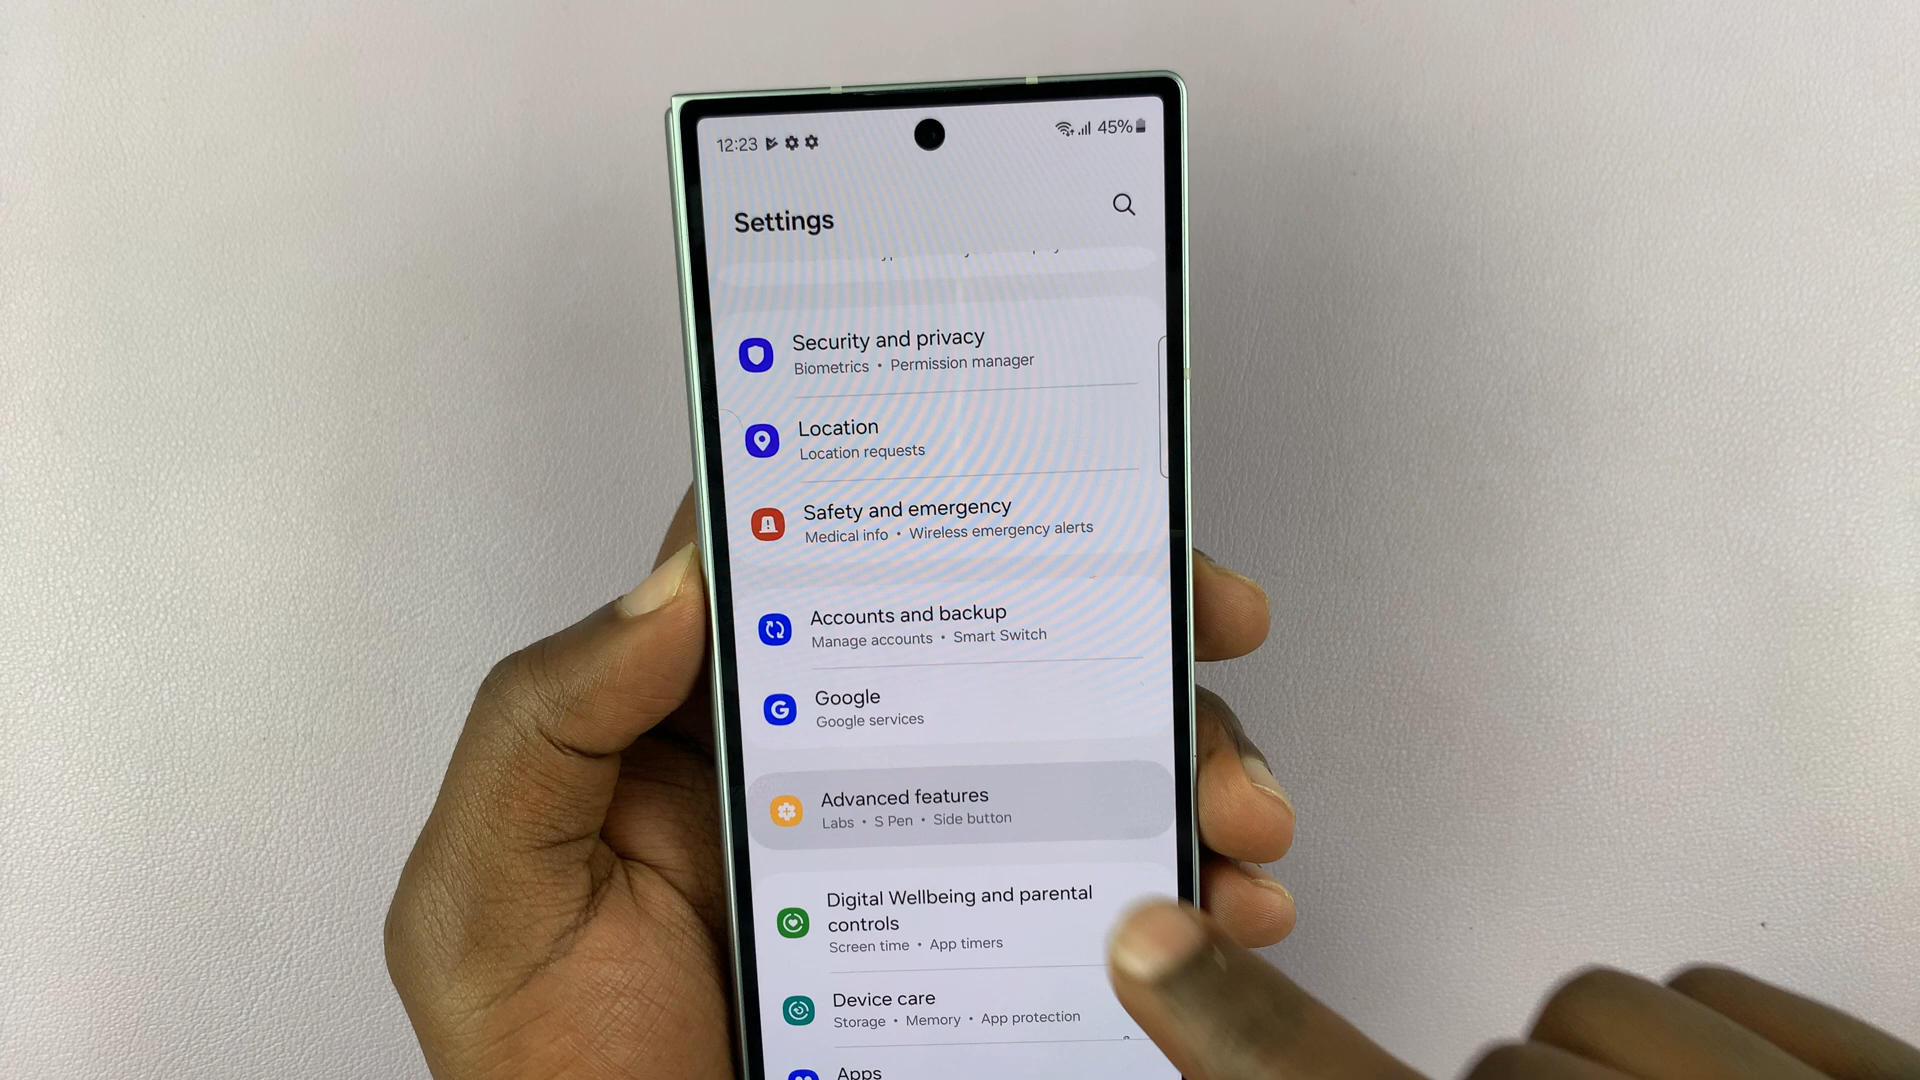 12:23
45%
Settings
Security and privacy
Biometrics • Permission manager
Location
Location requests
Safety and emergency
Medical info • Wireless emergency alerts
Accounts and backup
Manage accounts • Smart Switch
Google
Google services
Advanced features
Labs • S Pen • Side button
Digital Wellbeing and parental
controls
Screen time • App timers
Device care
Storage • Memory • App protection
Apps